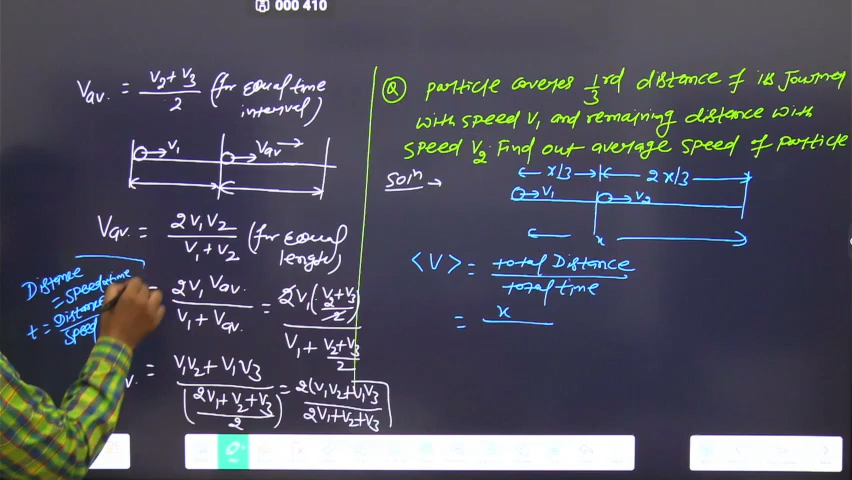 000 410
Vav. = V2+V3 / 2 (for equal time interval)
V1 Vav
Vav. = 2V1V2 / V1+V2 (for equal length)
Distance = speed × time
t = Distance / Speed
= 2V1 Vav. / V1 + Vav. = 2V1 (V2+V3 / 2) / V1 + V2+V3 / 2
V. = V1V2 + V1V3 / (2V1+V2+V3 / 2) = 2(V1V2+V1V3 / 2V1+V2+V3
Q particle covers 1/3rd distance of its Journey
with speed V1 and remaining distance with
speed V2. Find out average speed of particle
Soln → x/3 2x/3
V1 V2
x
<V> = total Distance / total time
= x